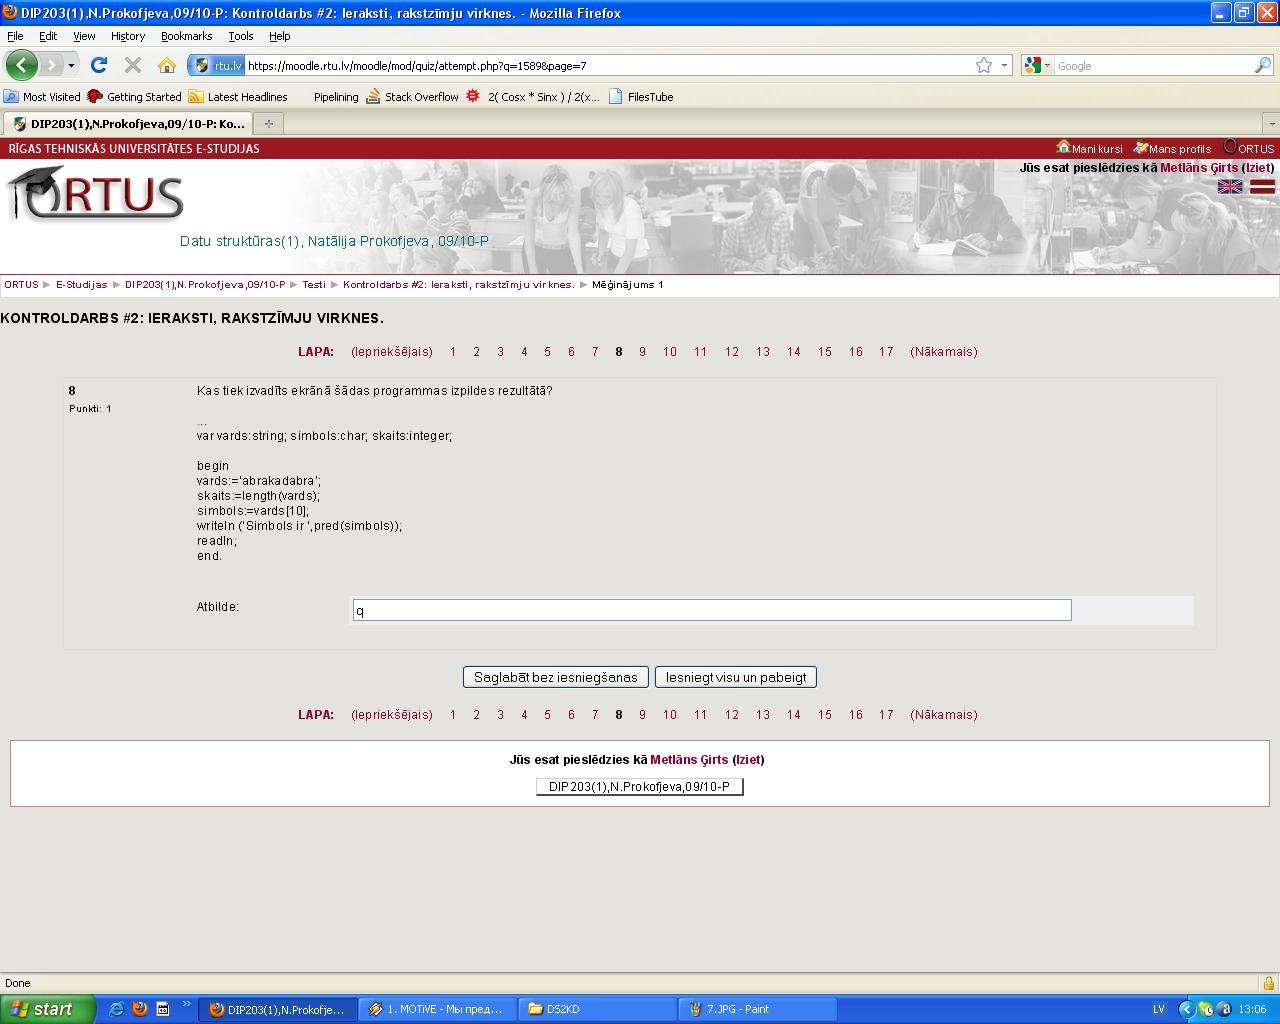 DIP203(1),N.Prokofjeva,09/10-P: Kontroldarbs #2: Ieraksti, rakstzīmju virknes. - Mozilla Firefox
File Edit View History Bookmarks Tools Help
rtu.lv https://moodle.rtu.lv/moodle/mod/quiz/attempt.php?q=1589&page=7 Google
Most Visited Getting Started Latest Headlines Pipelining Stack Overflow 2( Cosx * Sinx ) / 2(x... FilesTube
DIP203(1),N.Prokofjeva,09/10-P: Ko...
RĪGAS TEHNISKĀS UNIVERSITĀTES E-STUDIJAS Mani kursi Mans profils ORTUS
Jūs esat pieslēdzies kā Metlāns Ģirts (Iziet)
ORTUS
Datu struktūras(1), Natālija Prokofjeva, 09/10-P
ORTUS ► E-Studijas ► DIP203(1),N.Prokofjeva,09/10-P ► Testi ► Kontroldarbs #2: Ieraksti, rakstzīmju virknes. ► Mēģinājums 1
KONTROLDARBS #2: IERAKSTI, RAKSTZĪMJU VIRKNES.
LAPA: (Iepriekšējais) 1 2 3 4 5 6 7 8 9 10 11 12 13 14 15 16 17 (Nākamais)
8
Punkti: 1
Kas tiek izvadīts ekrānā šādas programmas izpildes rezultātā?
...
var vards:string; simbols:char; skaits:integer;
begin
vards:='abrakadabra';
skaits:=length(vards);
simbols:=vards[10];
writeln ('Simbols ir ',pred(simbols));
readln;
end.
Atbilde: q
Saglabāt bez iesniegšanas Iesniegt visu un pabeigt
LAPA: (Iepriekšējais) 1 2 3 4 5 6 7 8 9 10 11 12 13 14 15 16 17 (Nākamais)
Jūs esat pieslēdzies kā Metlāns Ģirts (Iziet)
DIP203(1),N.Prokofjeva,09/10-P
Done
start DIP203(1),N.Prokofje... 1. MOTiVE - Мы пред... DS2KD 7.JPG - Paint LV 13:06